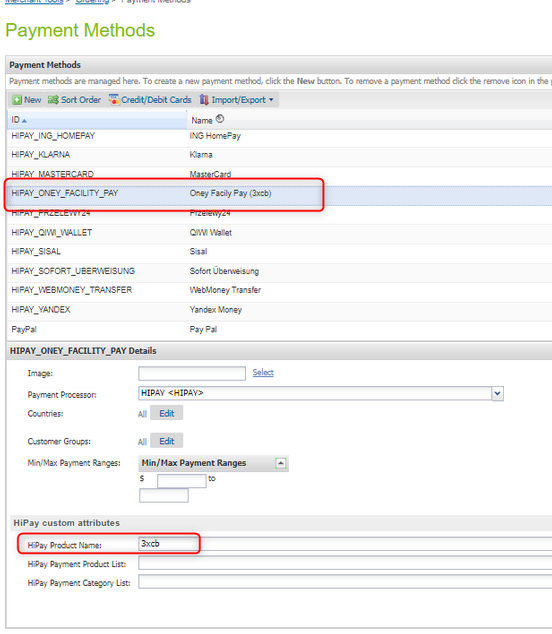 Merchant Tools > Ordering > Payment Methods
Payment Methods
Payment Methods
Payment methods are managed here. To create a new payment method, click the New button. To remove a payment method click the remove icon in the p
New Sort Order Credit/Debit Cards Import/Export
ID Name
HIPAY_ING_HOMEPAY ING HomePay
HIPAY_KLARNA Klarna
HIPAY_MASTERCARD MasterCard
HIPAY_ONEY_FACILITY_PAY Oney Facily Pay (3xcb)
HIPAY_PRZELEWY24 Przelewy24
HIPAY_QIWI_WALLET QIWI Wallet
HIPAY_SISAL Sisal
HIPAY_SOFORT_UBERWEISUNG Sofort Überweisung
HIPAY_WEBMONEY_TRANSFER WebMoney Transfer
HIPAY_YANDEX Yandex Money
PayPal Pay Pal
HIPAY_ONEY_FACILITY_PAY Details
Image: Select
Payment Processor: HIPAY <HIPAY>
Countries: All Edit
Customer Groups: All Edit
Min/Max Payment Ranges: Min/Max Payment Ranges
$ to
HiPay custom attributes
HiPay Product Name: 3xcb
HiPay Payment Product List:
HiPay Payment Category List: